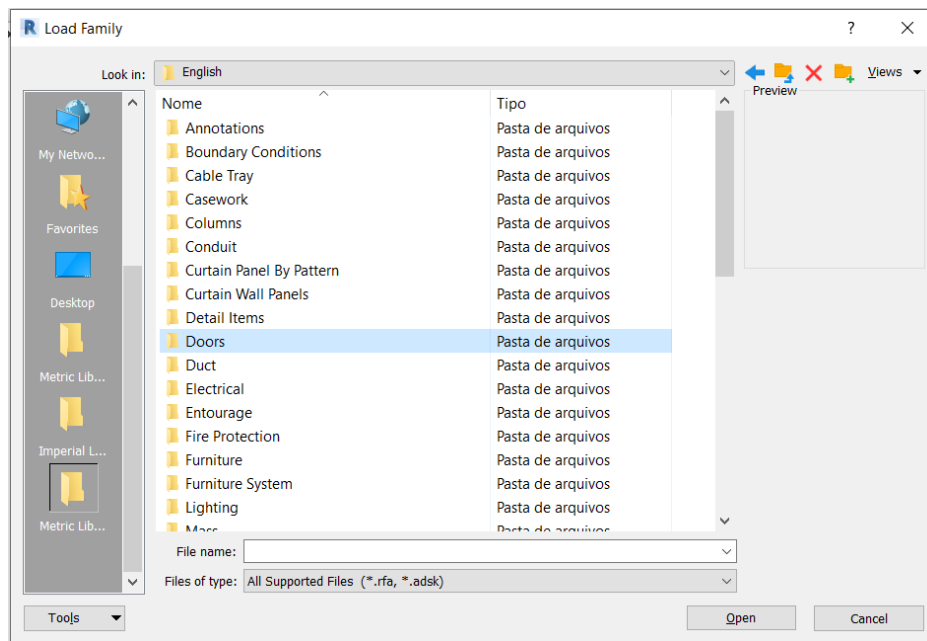 Load Family
Look in: English
Views
Preview
My Netwo...
Favorites
Desktop
Metric Lib...
Imperial L...
Metric Lib...
Nome Tipo
Annotations Pasta de arquivos
Boundary Conditions Pasta de arquivos
Cable Tray Pasta de arquivos
Casework Pasta de arquivos
Columns Pasta de arquivos
Conduit Pasta de arquivos
Curtain Panel By Pattern Pasta de arquivos
Curtain Wall Panels Pasta de arquivos
Detail Items Pasta de arquivos
Doors Pasta de arquivos
Duct Pasta de arquivos
Electrical Pasta de arquivos
Entourage Pasta de arquivos
Fire Protection Pasta de arquivos
Furniture Pasta de arquivos
Furniture System Pasta de arquivos
Lighting Pasta de arquivos
Mass Pasta de arquivos
File name:
Files of type: All Supported Files (*.rfa, *.adsk)
Tools Open Cancel